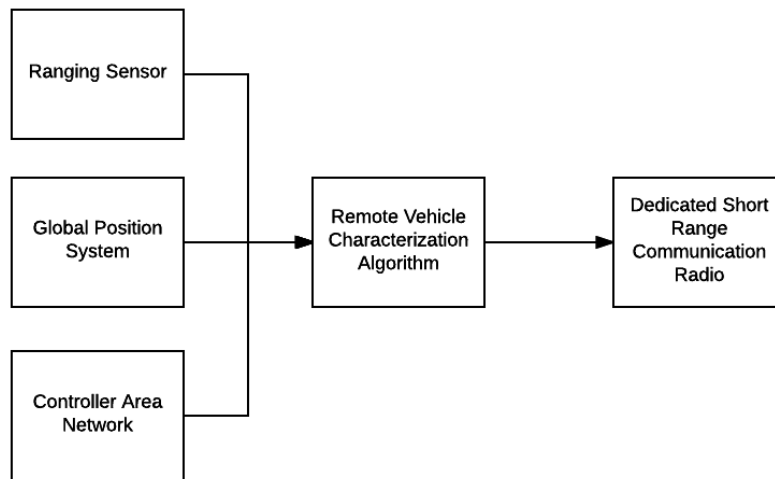 Ranging Sensor
Global Position
System
Controller Area
Network
Remote Vehicle
Characterization
Algorithm
Dedicated Short
Range
Communication
Radio